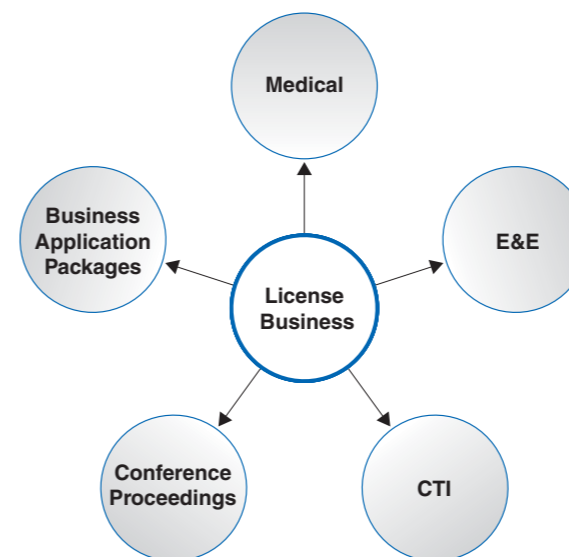 Medical
Business
Application
Packages
E&E
License
Business
Conference
Proceedings
CTI